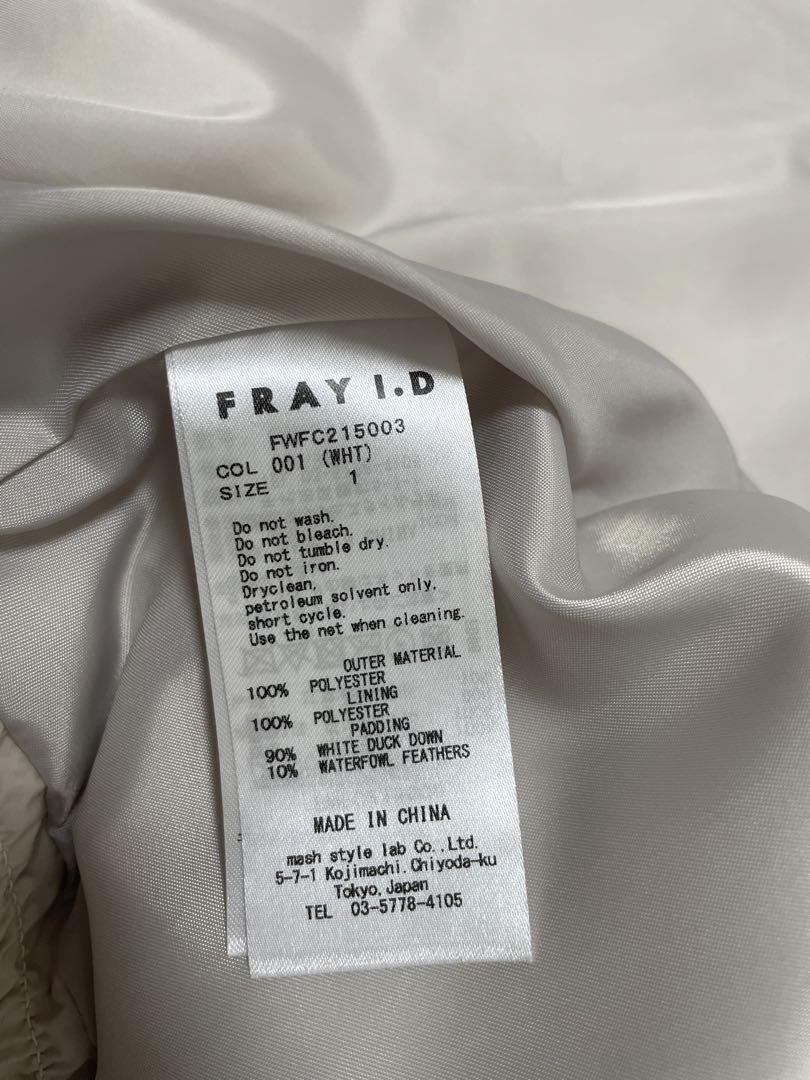 FRAY I.D
FWFC215003
COL 001 (WHT)
SIZE 1
Do not wash.
Do not bleach.
Do not tumble dry.
Do not iron.
Dryclean,
petroleum solvent only,
short cycle.
Use the net when cleaning.
OUTER MATERIAL
100% POLYESTER
LINING
100% POLYESTER
PADDING
90% WHITE DUCK DOWN
10% WATERFOWL FEATHERS
MADE IN CHINA
mash style lab Co.,Ltd.
5-7-1 Kojimachi,Chiyoda-ku
Tokyo,Japan
TEL 03-5778-4105